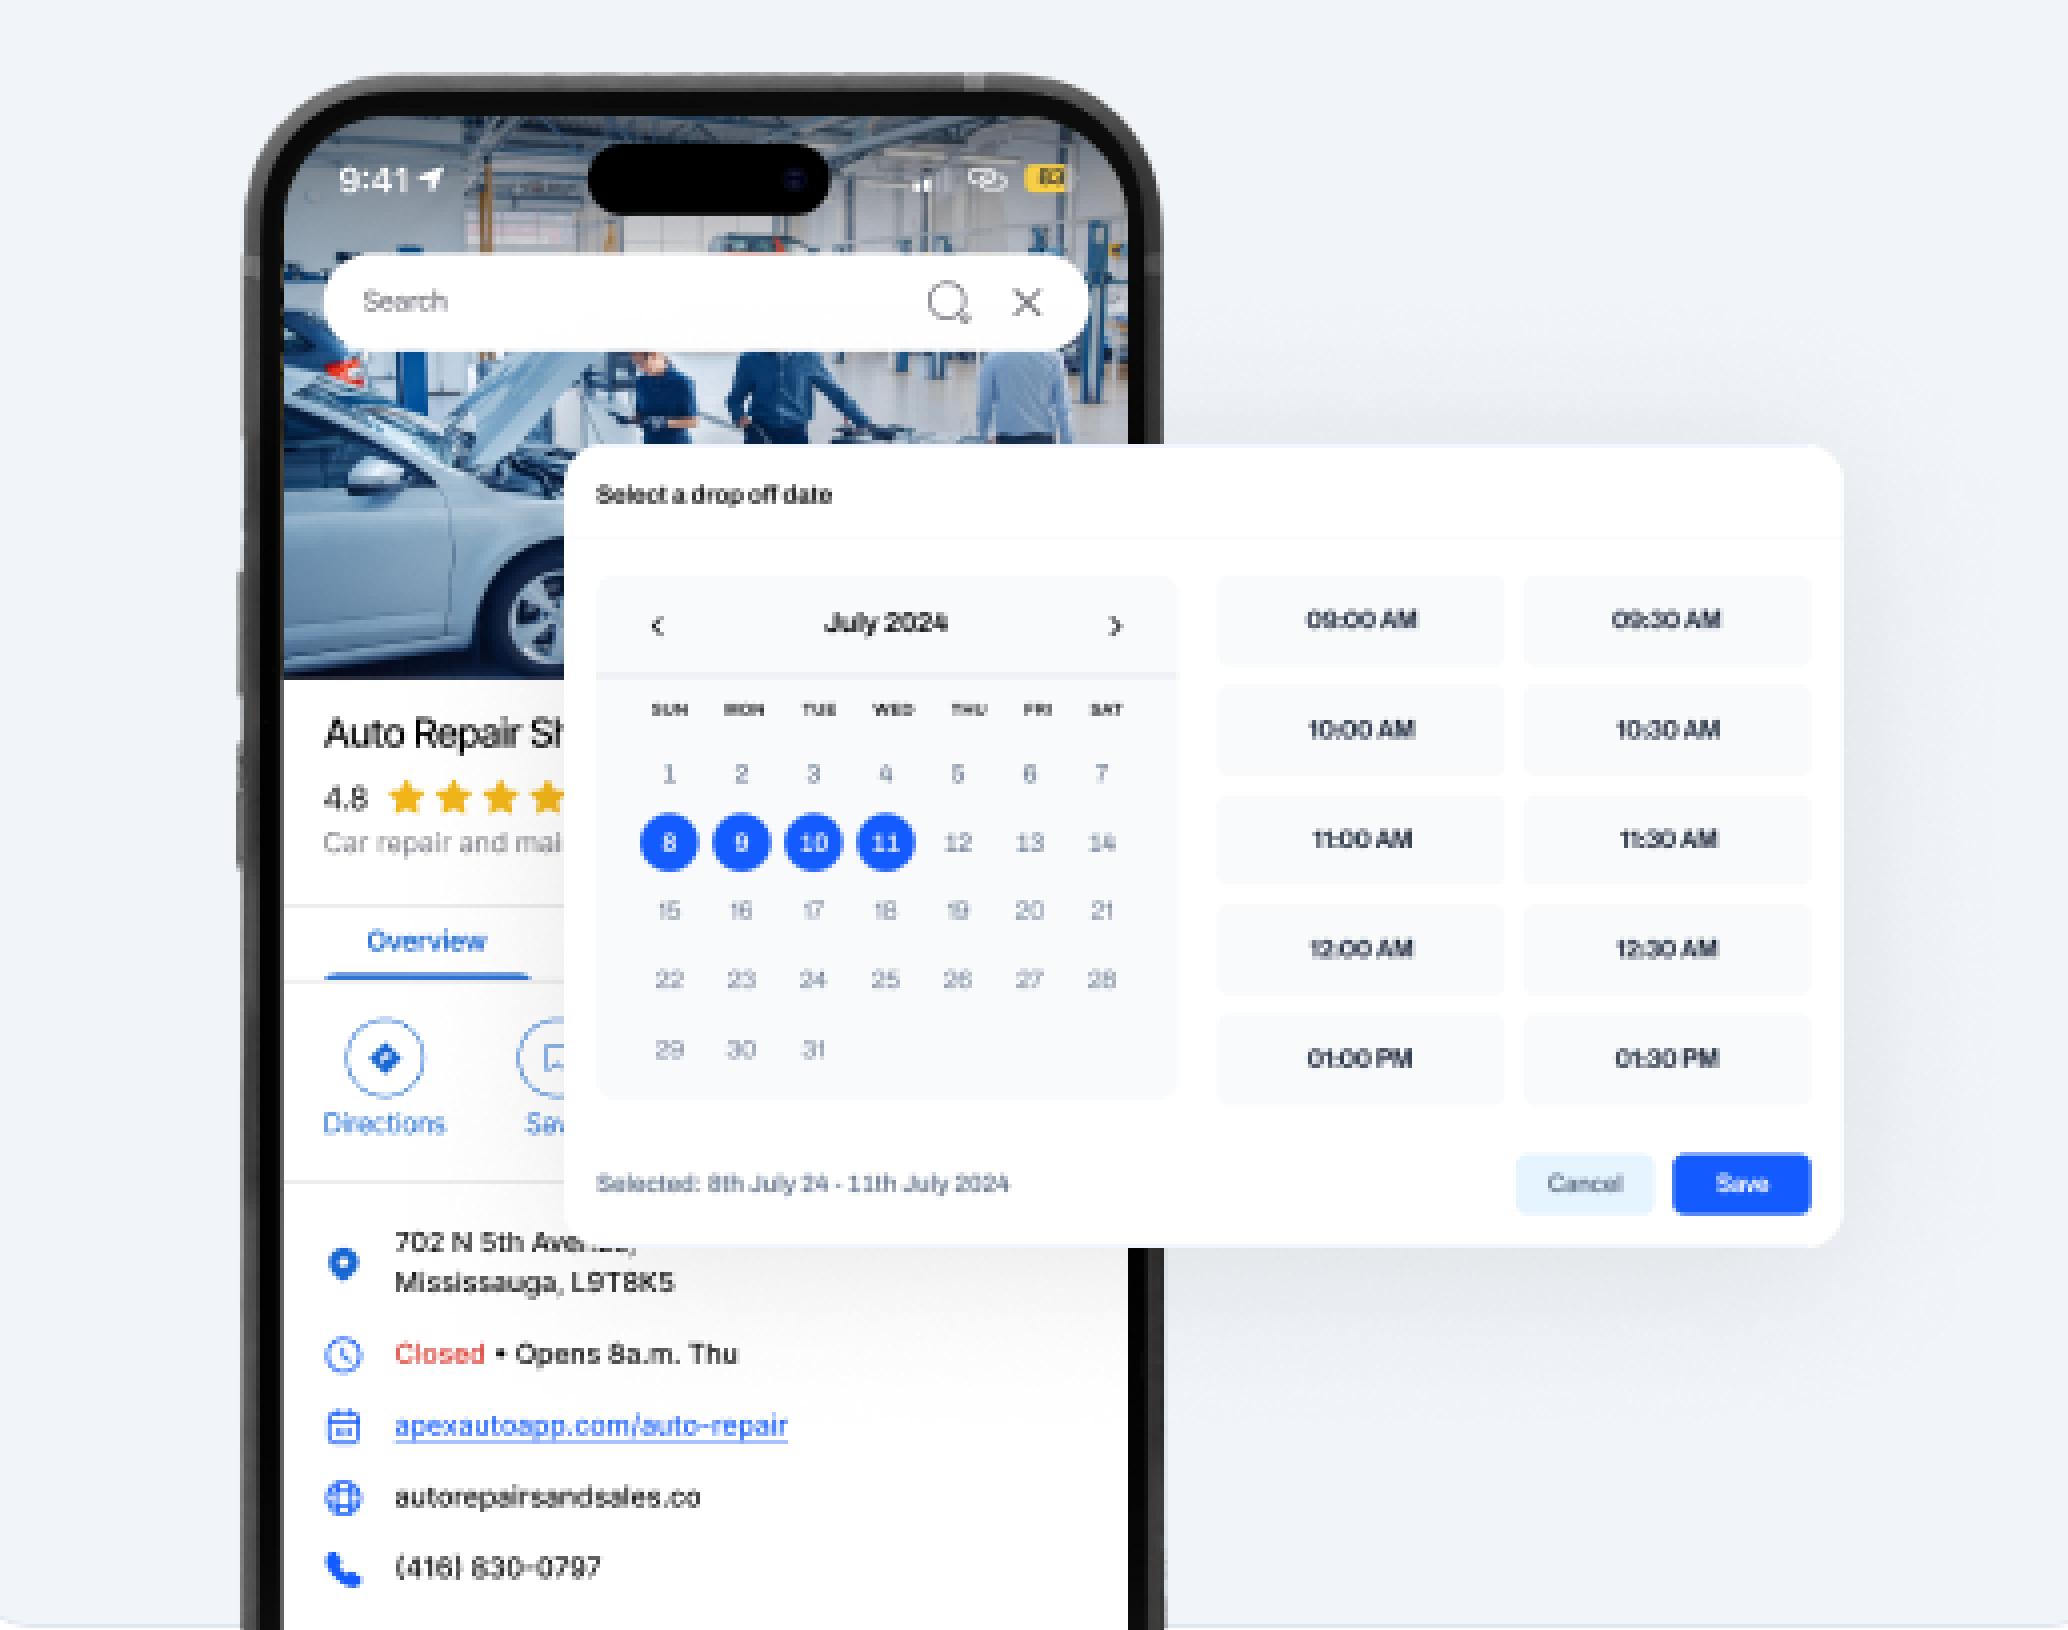 9:41
Search
Select a drop off date
July 2024
SUN MON TUE WED THU FRI SAT
1 2 3 4 5 6 7
8 9 10 11 12 13 14
15 16 17 18 19 20 21
22 23 24 25 26 27 28
29 30 31
09:00 AM 09:30 AM
10:00 AM 10:30 AM
11:00 AM 11:30 AM
12:00 AM 12:30 AM
01:00 PM 01:30 PM
Selected: 8th July 24 - 11th July 2024
Cancel Save
Auto Repair
4.8
Car repair and
Overview
Directions
702 N 5th
Mississauga, L9T8K5
Closed • Opens 8a.m. Thu
apexautoapp.com/auto-repair
autorepairsandsales.co
(416) 830-0797